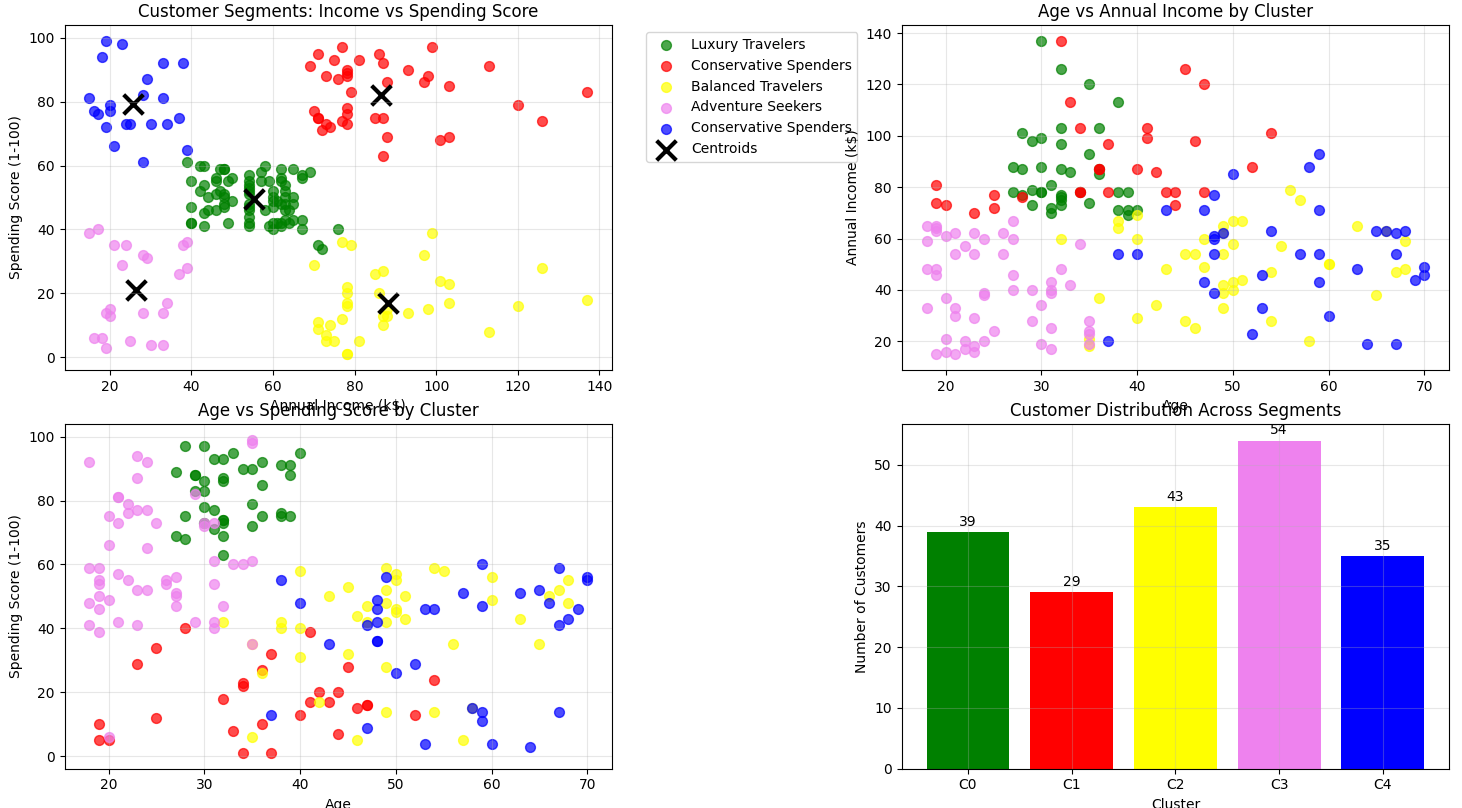 Customer Segments: Income vs Spending Score
Spending Score (1-100)
100
80
60
40
20
0
20
40
60
80
100
120
140
Annual Income (k$)
Luxury Travelers
Conservative Spenders
Balanced Travelers
Adventure Seekers
Conservative Spenders
Centroids
Age vs Annual Income by Cluster
Annual Income (k$)
140
120
100
80
60
40
20
20
30
40
50
60
70
Age
Age vs Spending Score by Cluster
Spending Score (1-100)
100
80
60
40
20
0
20
30
40
50
60
70
Age
Customer Distribution Across Segments
Number of Customers
50
40
30
20
10
0
39
29
43
54
35
C0
C1
C2
C3
C4
Cluster